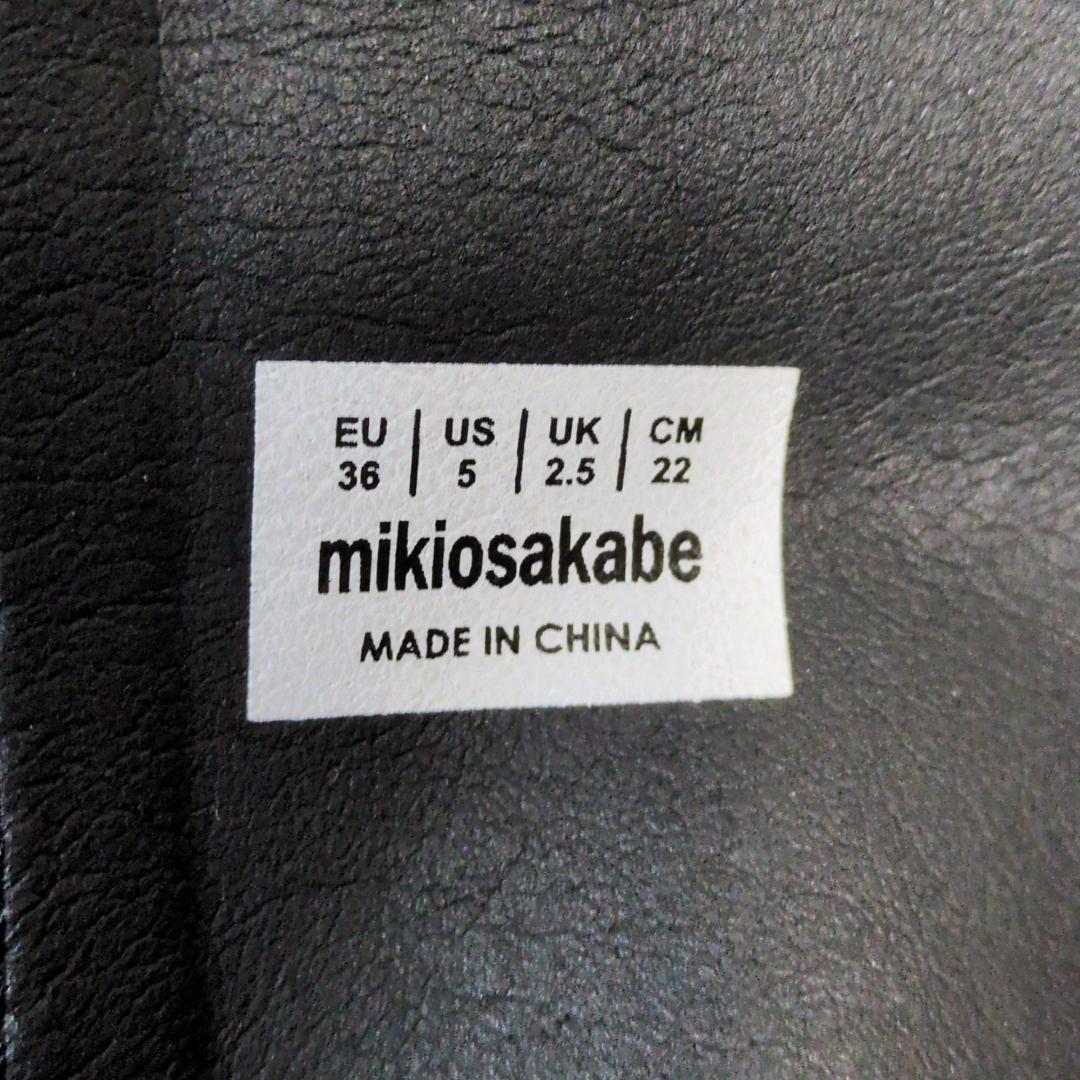 EU | US | UK | CM
36 | 5 | 2.5 | 22
mikiosakabe
MADE IN CHINA